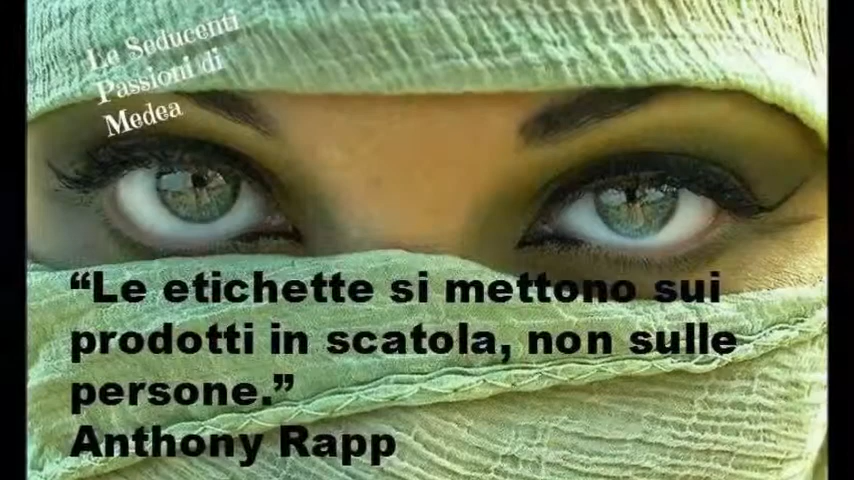 Le Seducenti
Passioni di
Medea
“Le etichette si mettono sui
prodotti in scatola, non sulle
persone.”
Anthony Rapp